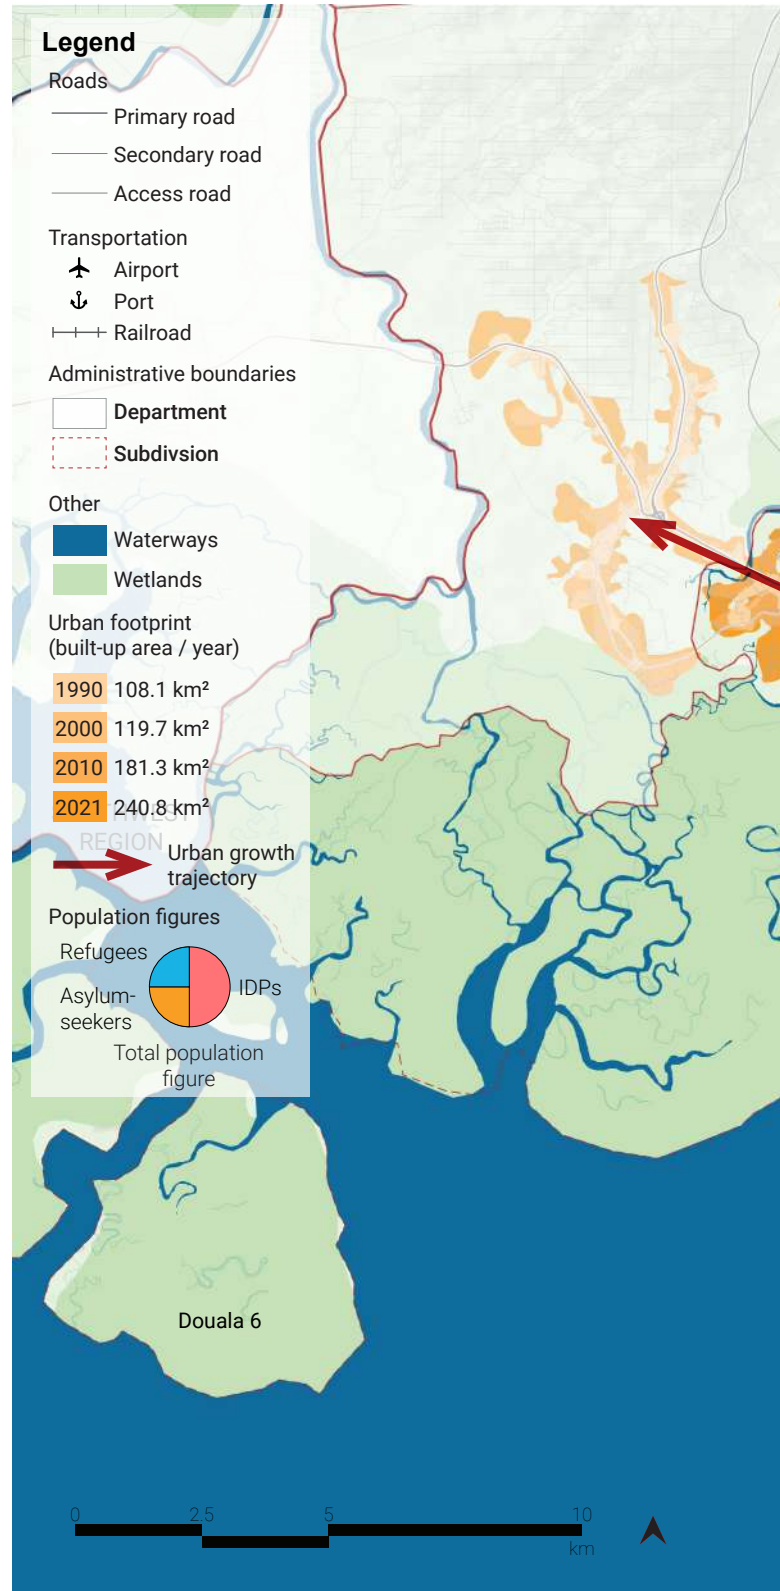 Legend
Roads
Primary road
Secondary road
Access road
Transportation
Airport
Port
Railroad
Administrative boundaries
Department
Subdivsion
Other
Waterways
Wetlands
Urban footprint
(built-up area / year)
1990 108.1 km²
2000 119.7 km²
2010 181.3 km²
2021 240.8 km²
REGION
Urban growth
trajectory
Population figures
Refugees
IDPs
Asylum-
seekers
Total population
figure
Douala 6
0 2.5 5 10
km